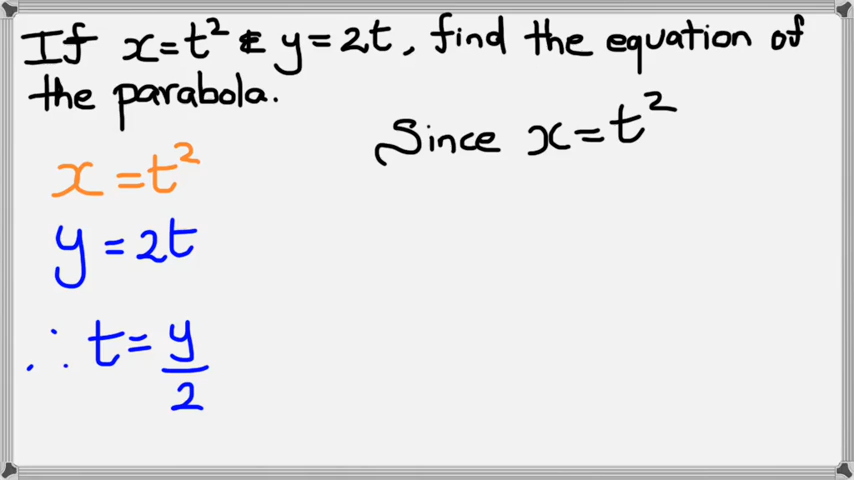 If x=t² & y=2t, find the equation of
the parabola.
Since x=t²
x=t²
y=2t
∴ t=y/2